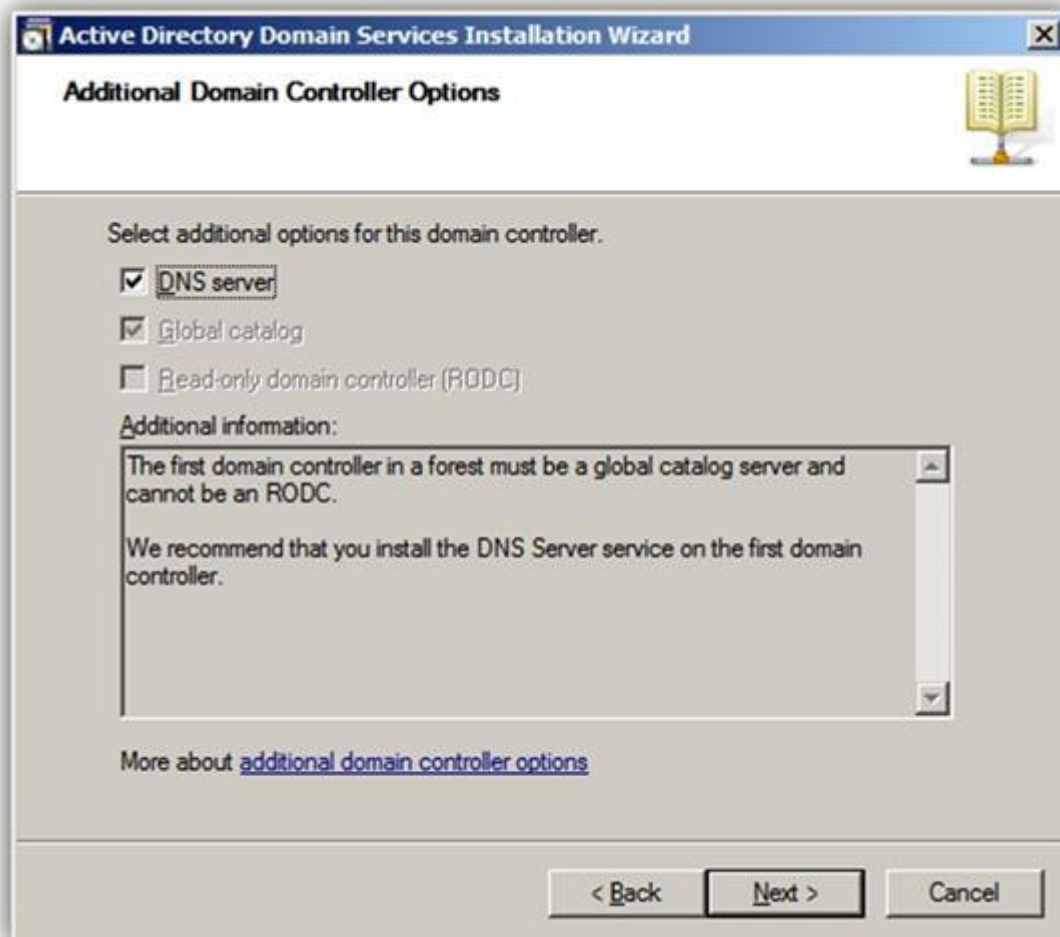 Active Directory Domain Services Installation Wizard
Additional Domain Controller Options
Select additional options for this domain controller.
DNS server
Global catalog
Read-only domain controller (RODC)
Additional information:
The first domain controller in a forest must be a global catalog server and
cannot be an RODC.
We recommend that you install the DNS Server service on the first domain
controller.
More about additional domain controller options
< Back
Next >
Cancel